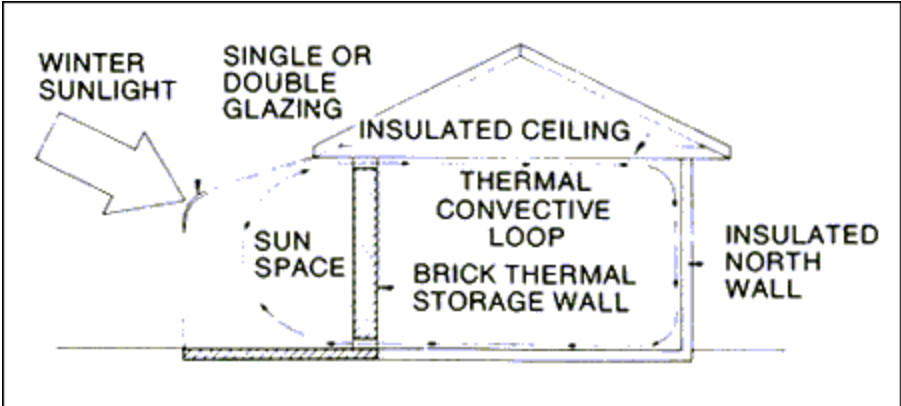 WINTER
SUNLIGHT
SINGLE OR
DOUBLE
GLAZING
INSULATED CEILING
THERMAL
CONVECTIVE
LOOP
SUN
SPACE
BRICK THERMAL
STORAGE WALL
INSULATED
NORTH
WALL